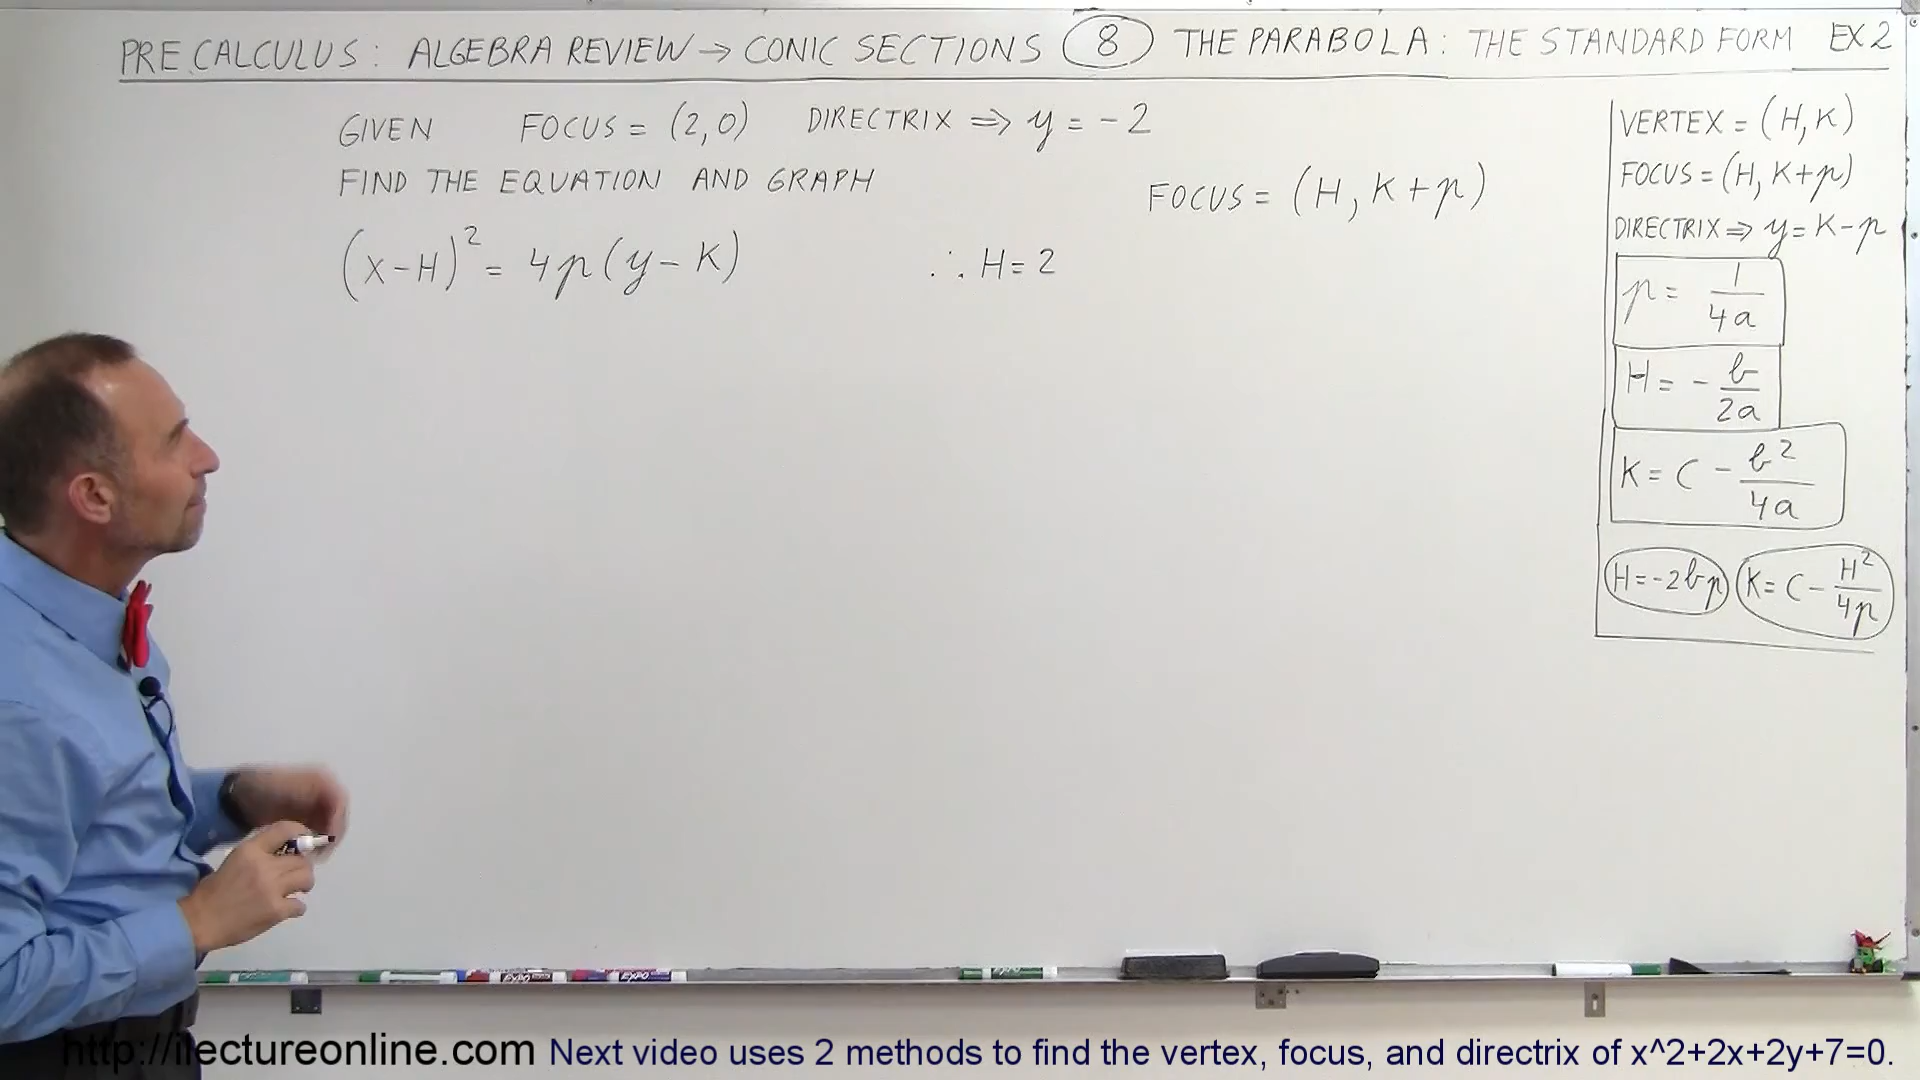 PRE CALCULUS: ALGEBRA REVIEW → CONIC SECTIONS (8) THE PARABOLA: THE STANDARD FORM EX 2
GIVEN FOCUS = (2,0) DIRECTRIX ⇒ y = -2
FIND THE EQUATION AND GRAPH
FOCUS = (H, K+p)
(X-H)² = 4p(y-K)
∴ H=2
VERTEX = (H,K)
FOCUS = (H, K+p)
DIRECTRIX ⇒ y = K-p
p = 1/4a
H = - b/2a
K = C - b²/4a
H=-2bp
K = C - H²/4p
EXPO EXPO
http://ilectureonline.com Next video uses 2 methods to find the vertex, focus, and directrix of x^2+2x+2y+7=0.